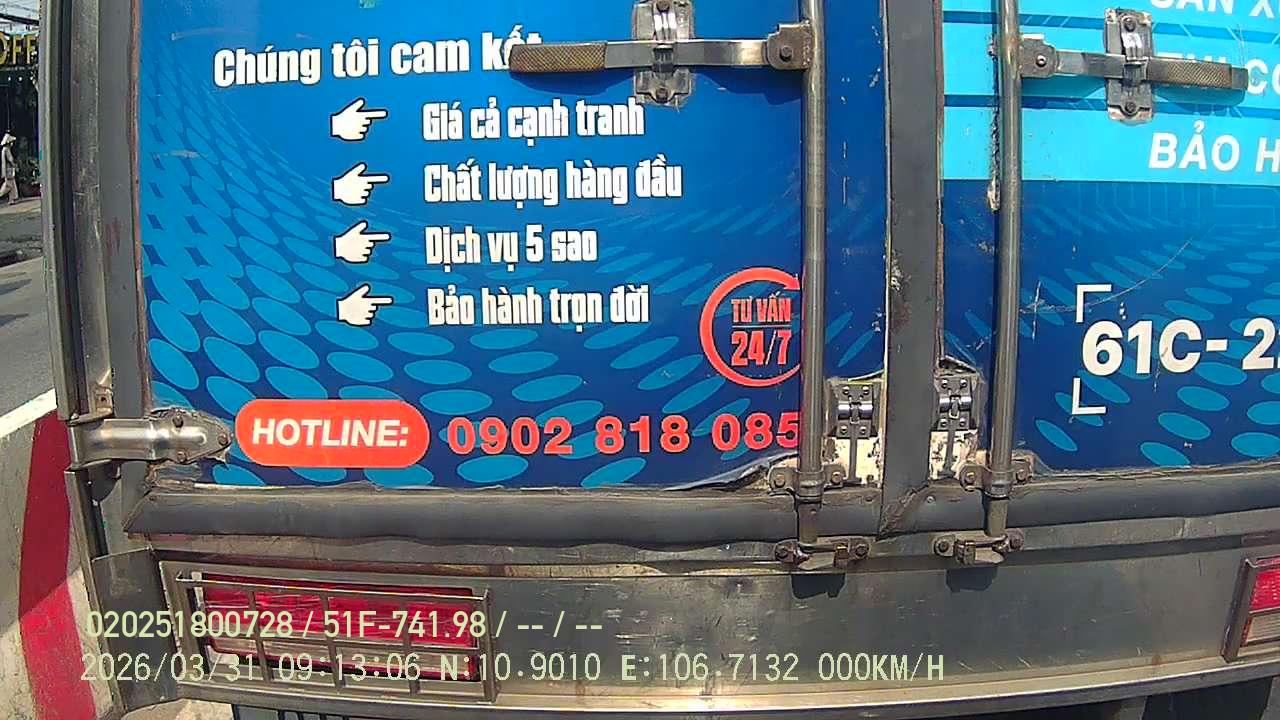 Chúng tôi cam kết
Giá cả cạnh tranh
Chất lượng hàng đầu
Dịch vụ 5 sao
Bảo hành trọn đời
TƯ VẤN
24/7
HOTLINE: 0902 818 085
BẢO H
61C-2
020251800728 / 51F-741.98 / -- / --
2026/03/31 09:13:06 N:10.9010 E:106.7132 000KM/H